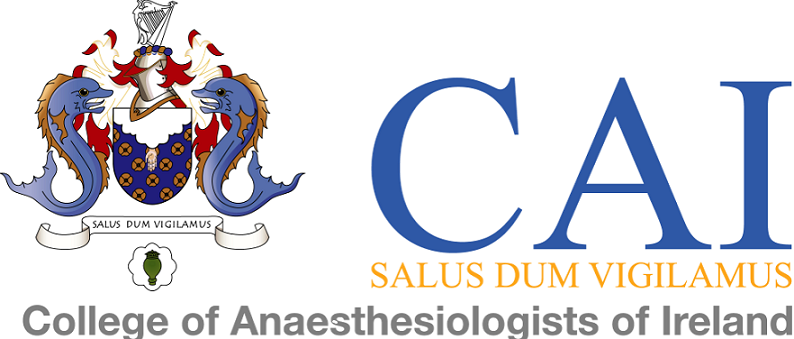 SALUS DUM VIGILAMUS
CAI
SALUS DUM VIGILAMUS
College of Anaesthesiologists of Ireland